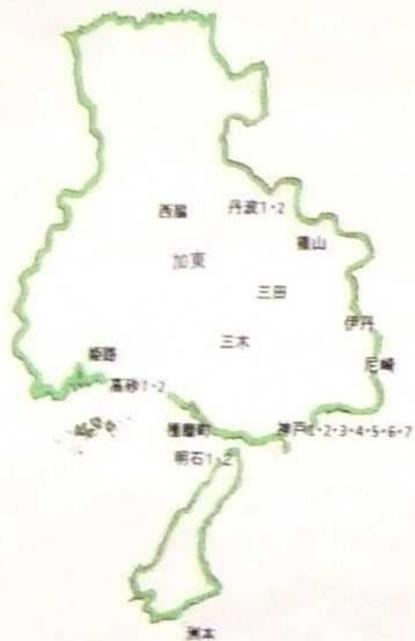 西脇
丹波1・2
篠山
加東
三田
伊丹
三木
尼崎
姫路
高砂1・2
播磨町
神戸1・2・3・4・5・6・7
明石1・2
洲本